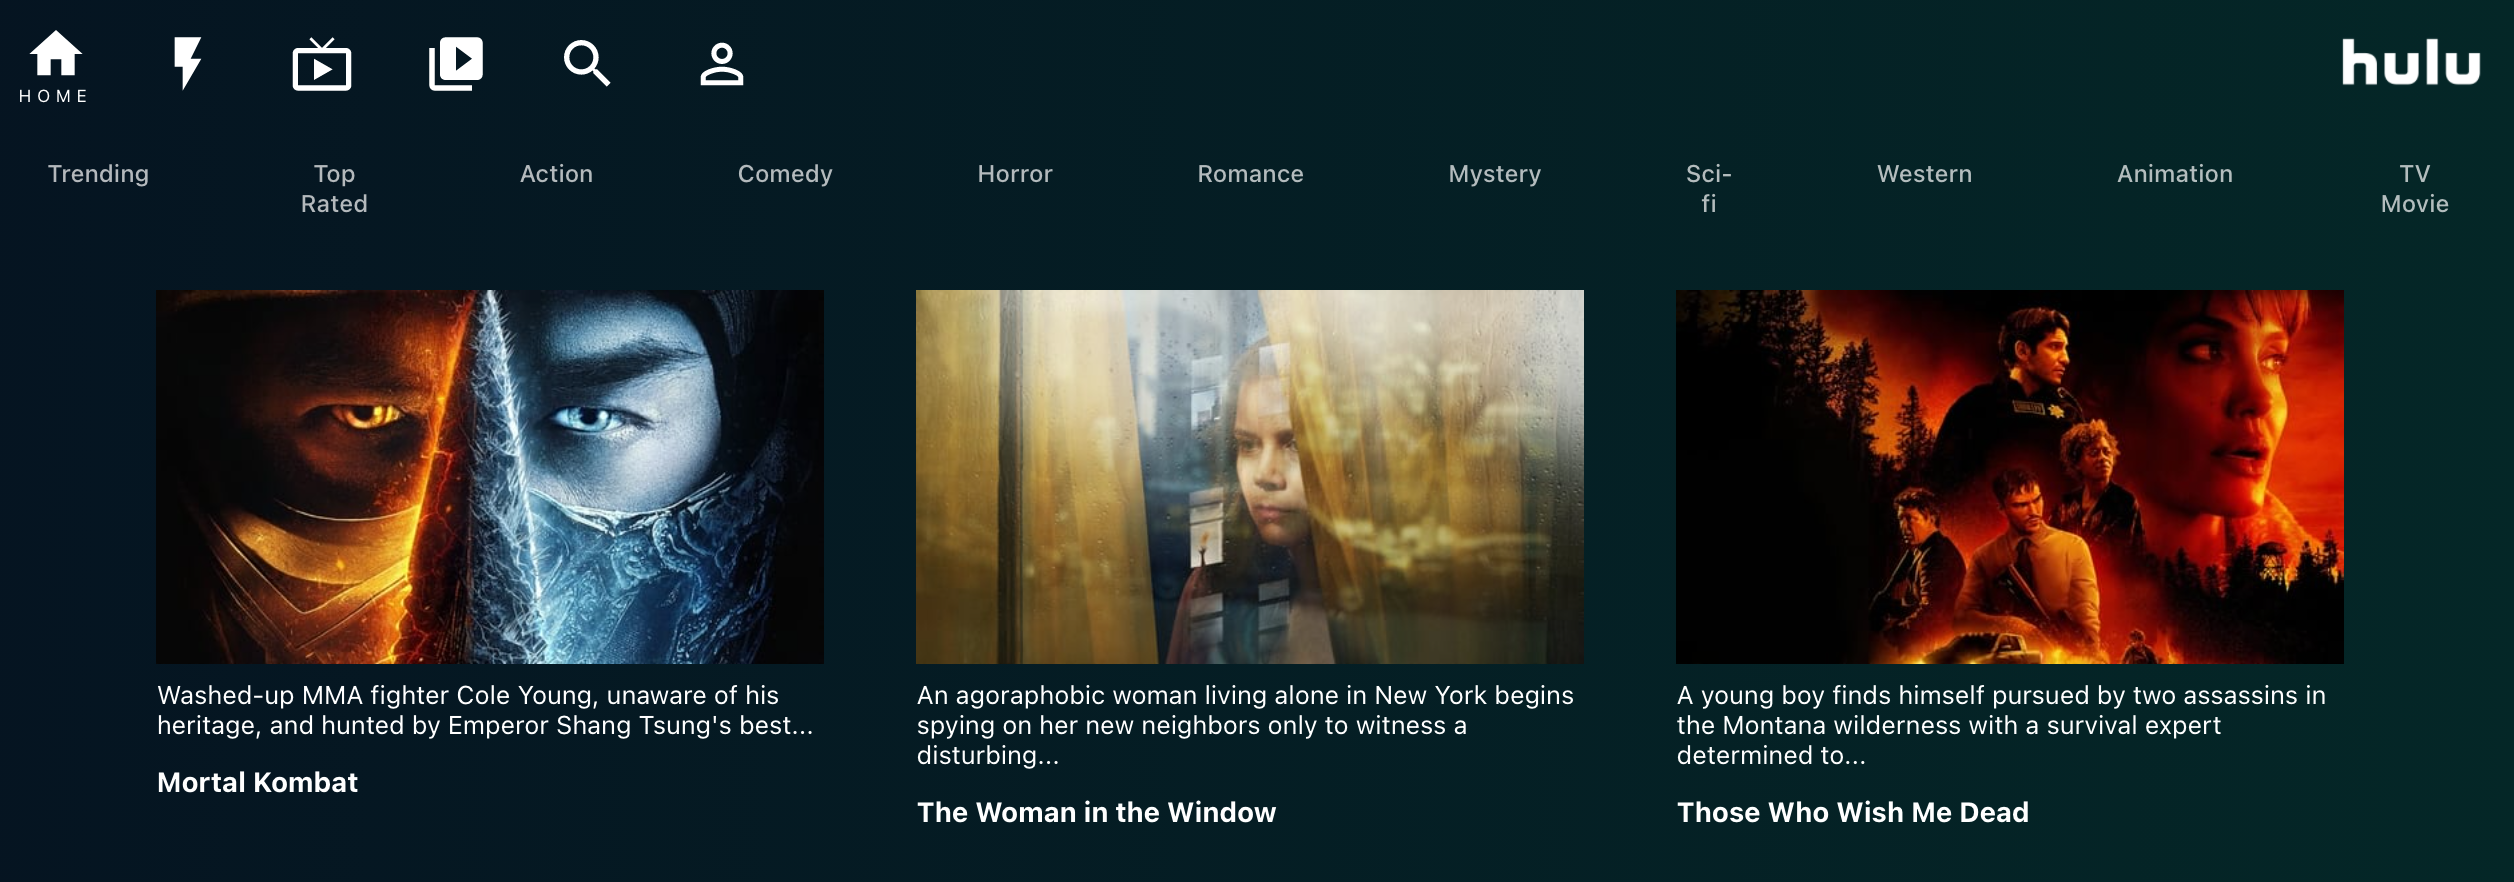 HOME
hulu
Trending
Top
Rated
Action
Comedy
Horror
Romance
Mystery
Sci-
fi
Western
Animation
TV
Movie
Washed-up MMA fighter Cole Young, unaware of his
heritage, and hunted by Emperor Shang Tsung's best...
Mortal Kombat
An agoraphobic woman living alone in New York begins
spying on her new neighbors only to witness a
disturbing...
The Woman in the Window
A young boy finds himself pursued by two assassins in
the Montana wilderness with a survival expert
determined to...
Those Who Wish Me Dead